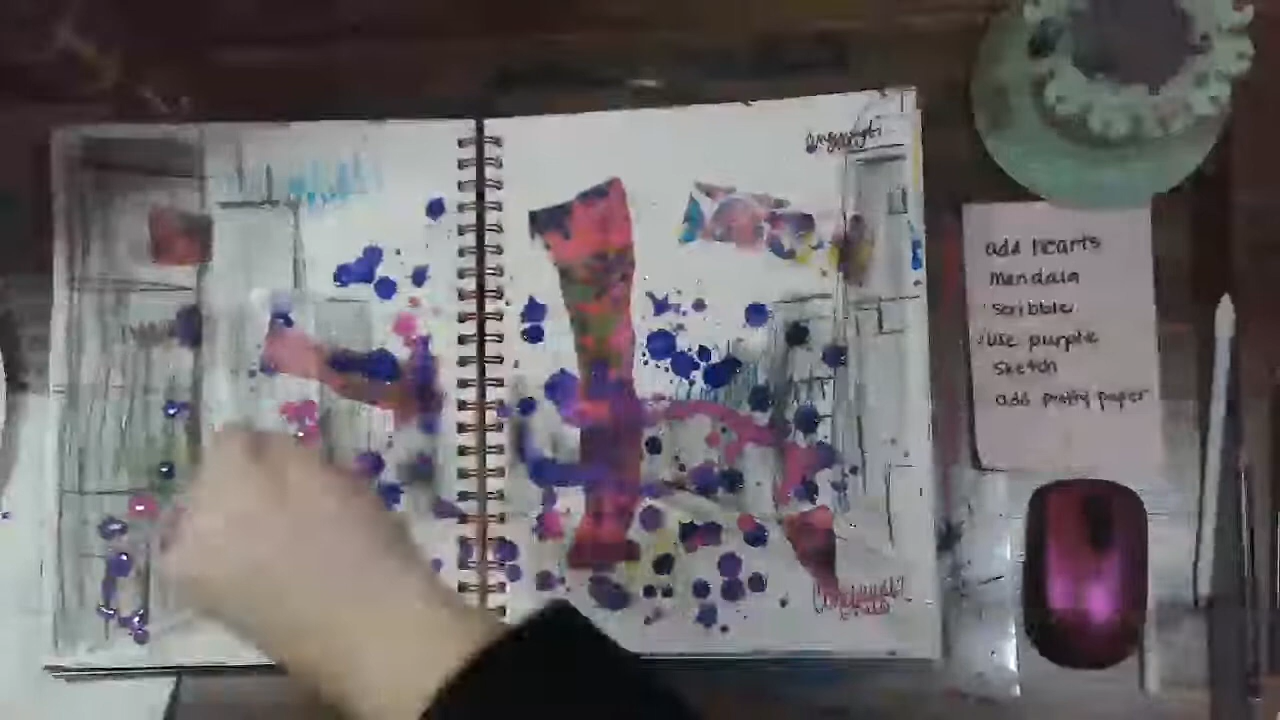 add hearts
mandala
scribble
use purple
sketch
add pretty paper